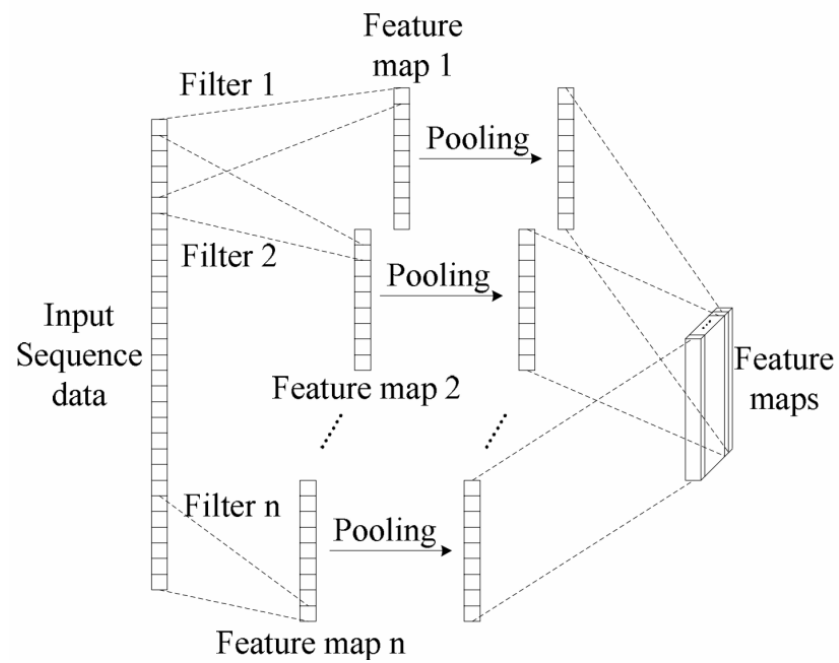 Feature
map 1
Filter 1
Pooling
Filter 2
Pooling
Input
Sequence
data
Feature map 2
Feature
maps
Filter n
Pooling
Feature map n